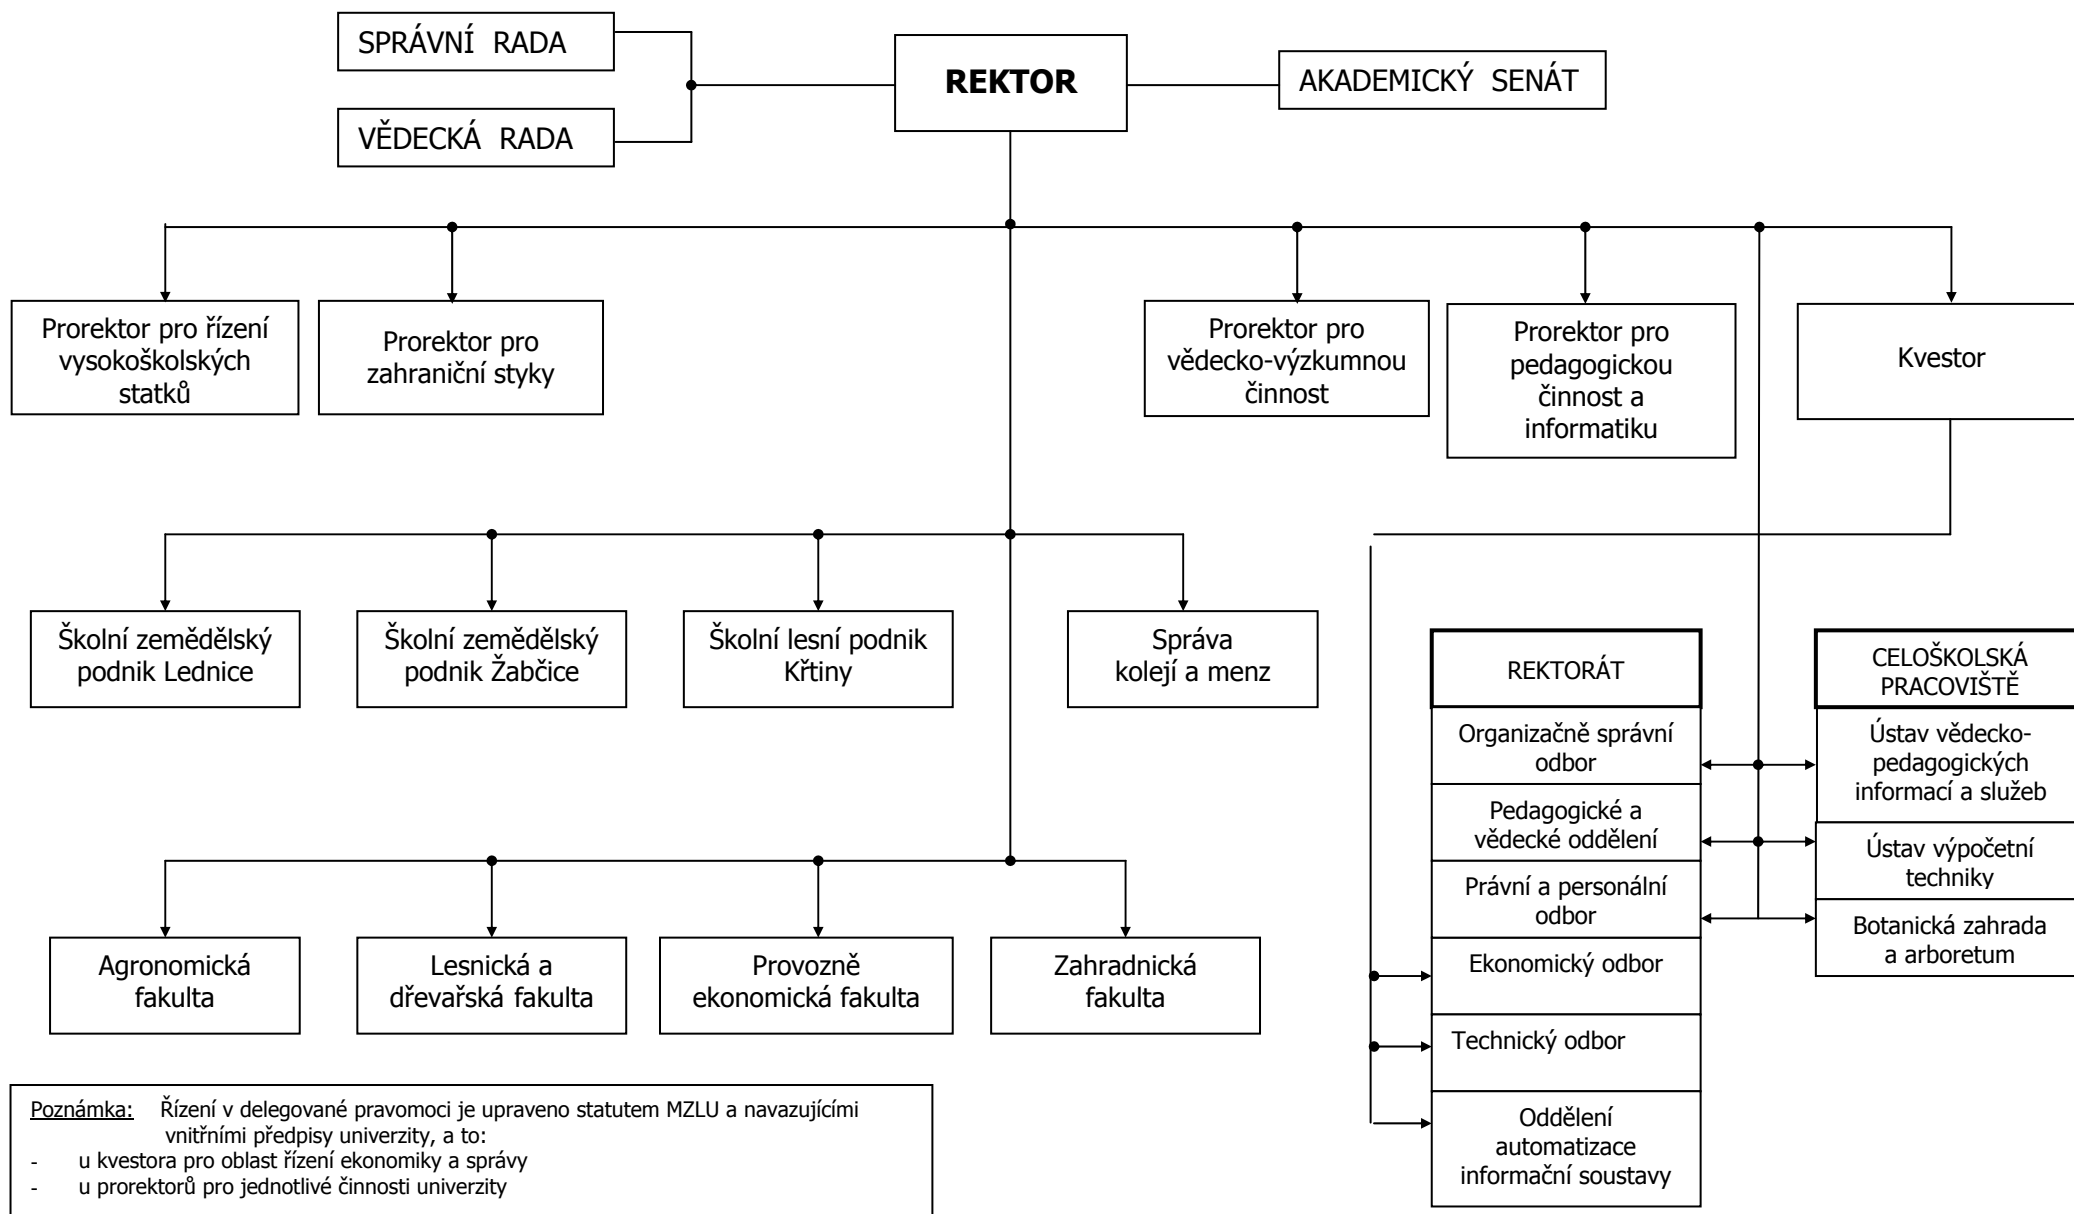 SPRÁVNÍ RADA
REKTOR
AKADEMICKÝ SENÁT
VĚDECKÁ RADA
Prorektor pro řízení
vysokoškolských
statků
Prorektor pro
zahraniční styky
Prorektor pro
vědecko-výzkumnou
činnost
Prorektor pro
pedagogickou
činnost a
informatiku
Kvestor
Školní zemědělský
podnik Lednice
Školní zemědělský
podnik Žabčice
Školní lesní podnik
Křtiny
Správa
kolejí a menz
REKTORÁT
Organizačně správní
odbor
Pedagogické a
vědecké oddělení
Právní a personální
odbor
Ekonomický odbor
Technický odbor
Oddělení
automatizace
informační soustavy
CELOŠKOLSKÁ
PRACOVIŠTĚ
Ústav vědecko-
pedagogických
informací a služeb
Ústav výpočetní
techniky
Botanická zahrada
a arboretum
Agronomická
fakulta
Lesnická a
dřevařská fakulta
Provozně
ekonomická fakulta
Zahradnická
fakulta
Poznámka: Řízení v delegované pravomoci je upraveno statutem MZLU a navazujícími
vnitřními předpisy univerzity, a to:
- u kvestora pro oblast řízení ekonomiky a správy
- u prorektorů pro jednotlivé činnosti univerzity